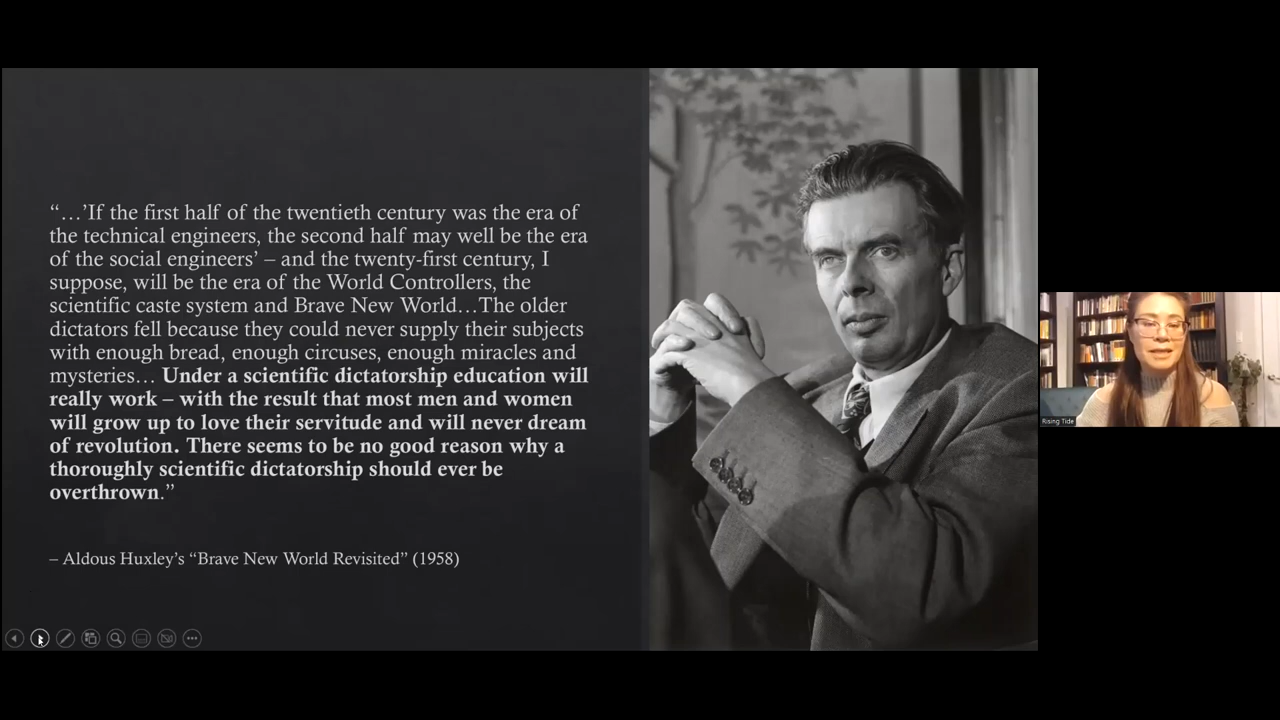 “…’If the first half of the twentieth century was the era of
the technical engineers, the second half may well be the era
of the social engineers’ – and the twenty-first century, I
suppose, will be the era of the World Controllers, the
scientific caste system and Brave New World…The older
dictators fell because they could never supply their subjects
with enough bread, enough circuses, enough miracles and
mysteries… Under a scientific dictatorship education will
really work – with the result that most men and women
will grow up to love their servitude and will never dream
of revolution. There seems to be no good reason why a
thoroughly scientific dictatorship should ever be
overthrown.”
– Aldous Huxley’s “Brave New World Revisited” (1958)
Rising Tide